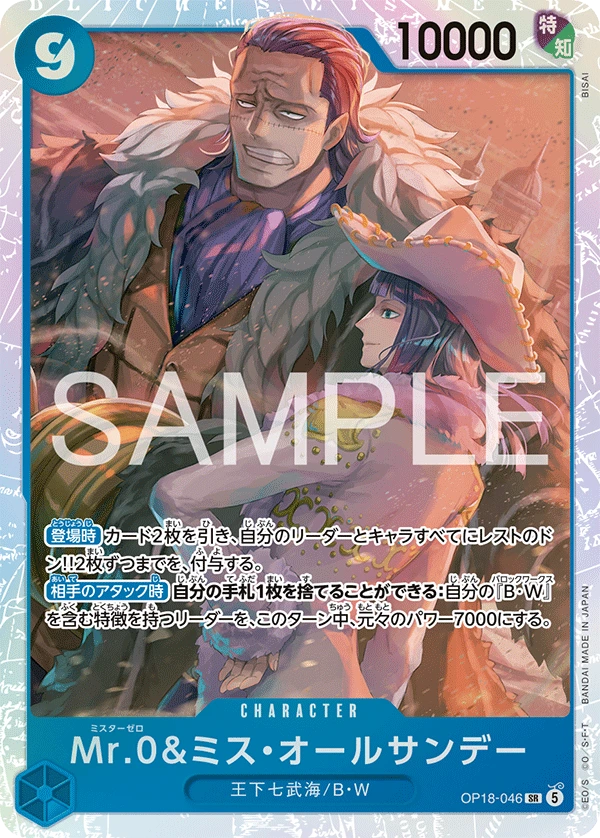 9
10000
特
知
BISAI
SAMPLE
登場時 カード2枚を引き、自分のリーダーとキャラすべてにレストのド
ン!!2枚ずつまでを、付与する。
相手のアタック時 自分の手札1枚を捨てることができる:自分の『B・W』
を含む特徴を持つリーダーを、このターン中、元々のパワー7000にする。
CHARACTER
ミスターゼロ
Mr.0&ミス・オールサンデー
王下七武海/B・W
OP18-046 SR 5
©E.O/S ©O/S・F・T BANDAI MADE IN JAPAN